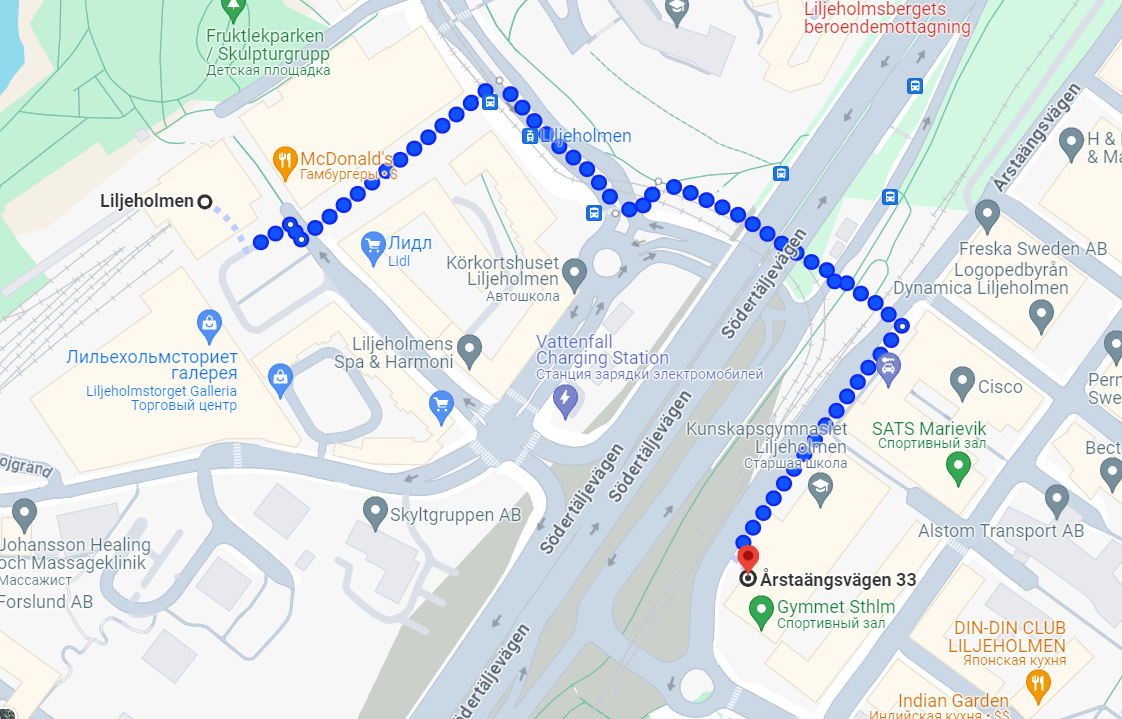 Liljeholmsbergets
beroendemottagning
Fruktlekparken
/ Skulpturgrupp
Детская площадка
Årstaängsvägen
H &
& Ma
Liljeholmen
McDonald's
Гамбургеры • $
Liljeholmen
Лидл
Lidl
Körkortshuset
Liljeholmen
Автошкола
Södertäljevägen
Freska Sweden AB
Logopedbyrån
Dynamica Liljeholmen
Liljeholmens
Spa & Harmoni
Vattenfall
Charging Station
Станция зарядки электромобилей
Лильехольмсториет
галерея
Liljeholmstorget Galleria
Торговый центр
Cisco
Pern
Swe
Södertäljevägen
Kunskapsgymnasiet
Liljeholmen
Старшая школа
SATS Marievik
Спортивный зал
Bect
ojgränd
Södertäljevägen
Skyltgruppen AB
Alstom Transport AB
Johansson Healing
och Massageklinik
Массажист
Forslund AB
Årstaängsvägen 33
Gymmet Sthlm
Спортивный зал
DIN-DIN CLUB
LILJEHOLMEN
Японская кухня
Södertäljevägen
Indian Garden
Индийская кухня • $$